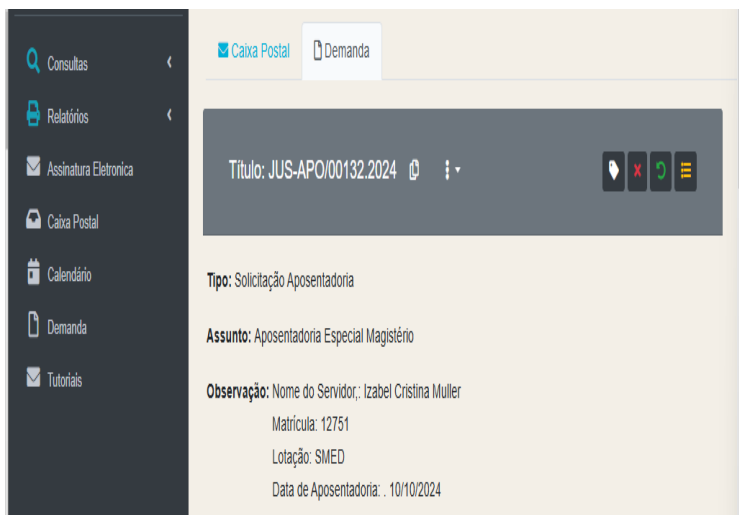 Consultas
Relatórios
Assinatura Eletronica
Caixa Postal
Calendário
Demanda
Tutoriais
Caixa Postal Demanda
Título: JUS-APO/00132.2024
Tipo: Solicitação Aposentadoria
Assunto: Aposentadoria Especial Magistério
Observação: Nome do Servidor,: Izabel Cristina Muller
Matrícula: 12751
Lotação: SMED
Data de Aposentadoria: . 10/10/2024